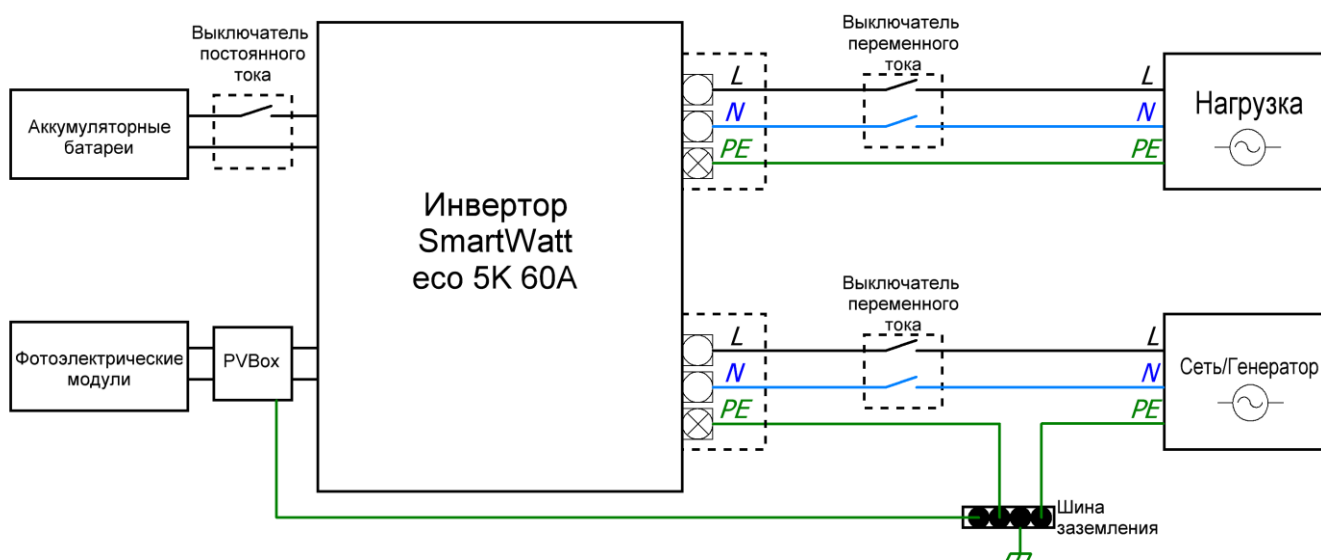 Выключатель
постоянного
тока
Аккумуляторные
батареи
Инвертор
SmartWatt
eco 5K 60A
L
N
PE
Выключатель
переменного
тока
L
N
PE
Нагрузка
Фотоэлектрические
модули
PVBox
L
N
PE
Выключатель
переменного
тока
L
N
PE
Сеть/Генератор
Шина
заземления